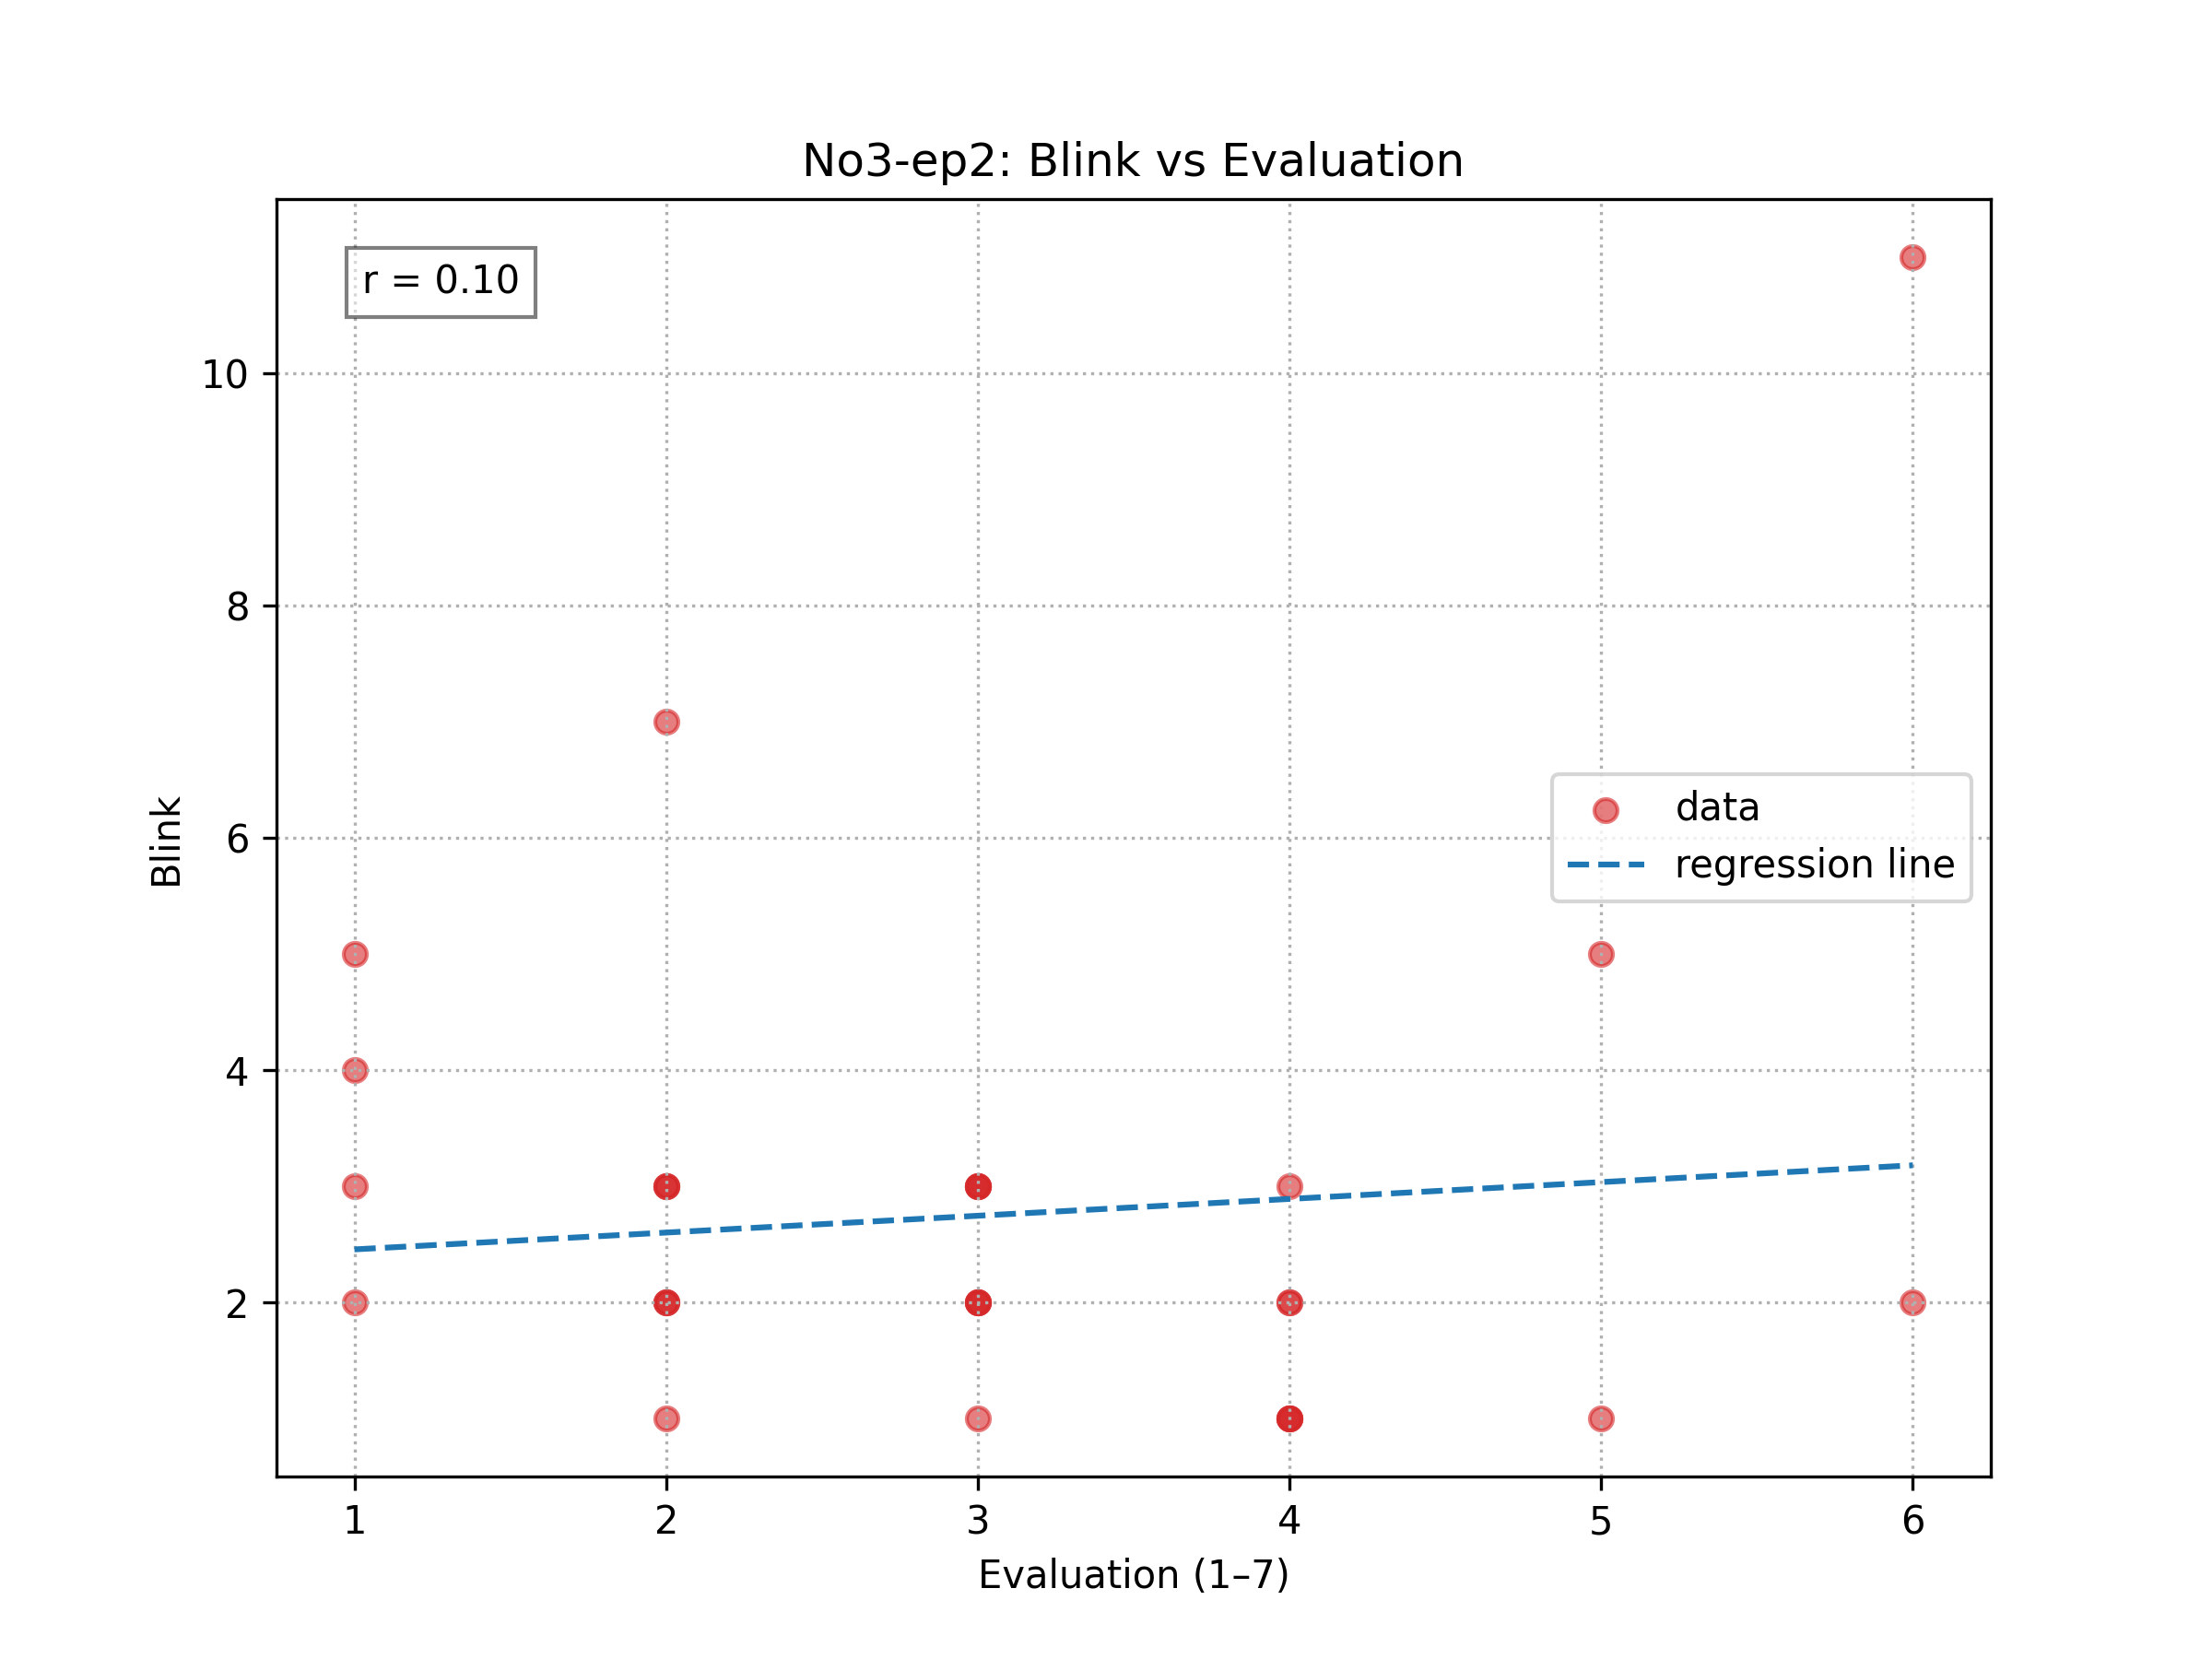 No3-ep2: Blink vs Evaluation
r = 0.10
10
8
6
4
2
Blink
data
regression line
1 2 3 4 5 6
Evaluation (1–7)